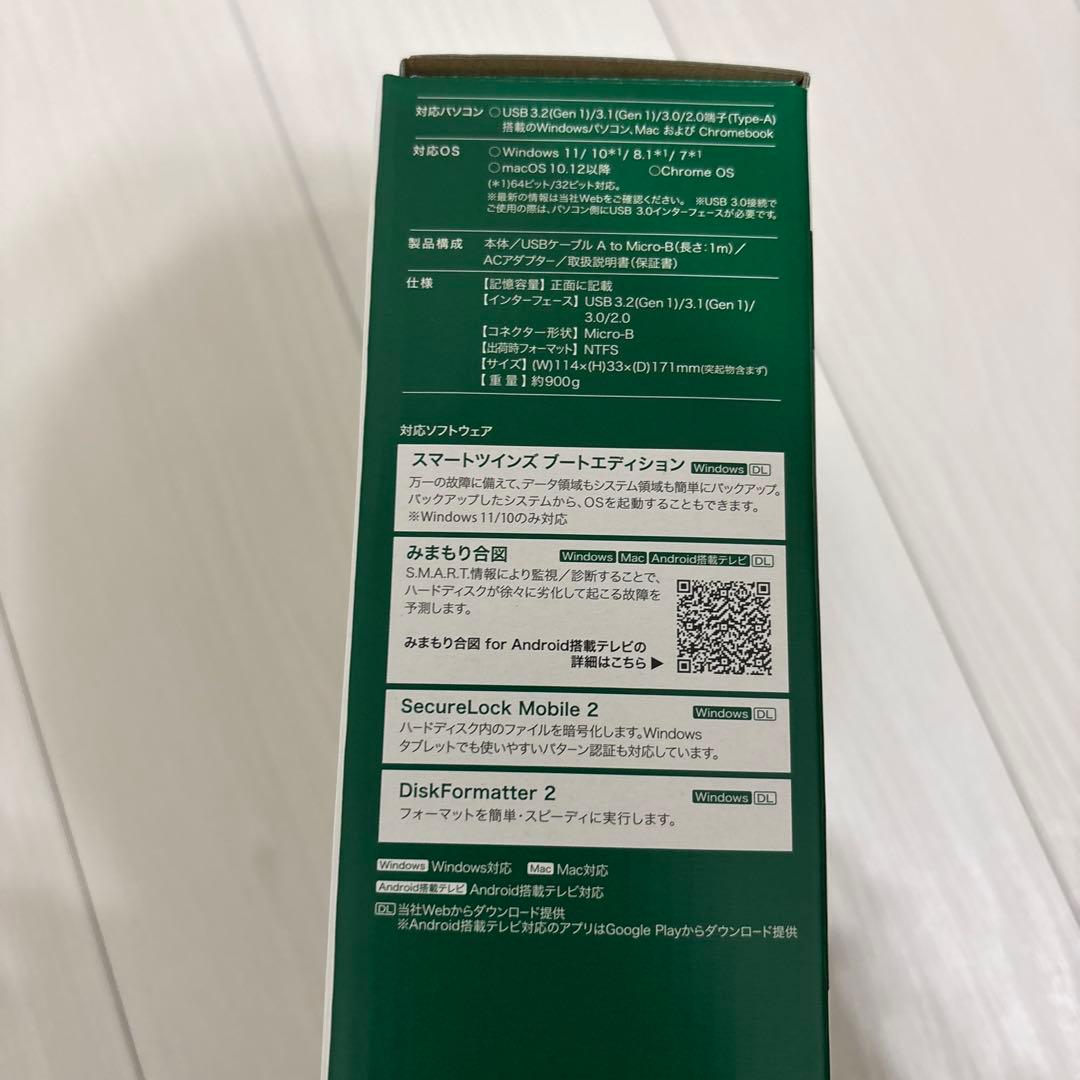 対応パソコン ○USB3.2(Gen 1)/3.1(Gen 1)/3.0/2.0端子(Type-A)
搭載のWindowsパソコン、Mac および Chromebook
対応OS ○Windows 11/ 10*1/ 8.1*1/ 7*1
○macOS 10.12以降 ○Chrome OS
(*1)64ビット/32ビット対応。
※最新の情報は当社Webをご確認ください。 ※USB 3.0接続で
ご使用の際は、パソコン側にUSB 3.0インターフェースが必要です。
製品構成 本体/USBケーブル A to Micro-B(長さ:1m)/
ACアダプター/取扱説明書(保証書)
仕様 【記憶容量】正面に記載
【インターフェース】USB3.2(Gen 1)/3.1(Gen 1)/
3.0/2.0
【コネクター形状】Micro-B
【出荷時フォーマット】NTFS
【サイズ】(W)114×(H)33×(D)171mm(突起物含まず)
【重量】約900g
対応ソフトウェア
スマートツインズ ブートエディション Windows DL
万一の故障に備えて、データ領域もシステム領域も簡単にバックアップ。
バックアップしたシステムから、OSを起動することもできます。
※Windows 11/10のみ対応
みまもり合図 Windows Mac Android搭載テレビ DL
S.M.A.R.T.情報により監視/診断することで、
ハードディスクが徐々に劣化して起こる故障を
予測します。
みまもり合図 for Android搭載テレビの
詳細はこちら ▶
SecureLock Mobile 2 Windows DL
ハードディスク内のファイルを暗号化します。Windows
タブレットでも使いやすいパターン認証も対応しています。
DiskFormatter 2 Windows DL
フォーマットを簡単・スピーディに実行します。
Windows Windows対応 Mac Mac対応
Android搭載テレビ Android搭載テレビ対応
DL 当社Webからダウンロード提供
※Android搭載テレビ対応のアプリはGoogle Playからダウンロード提供